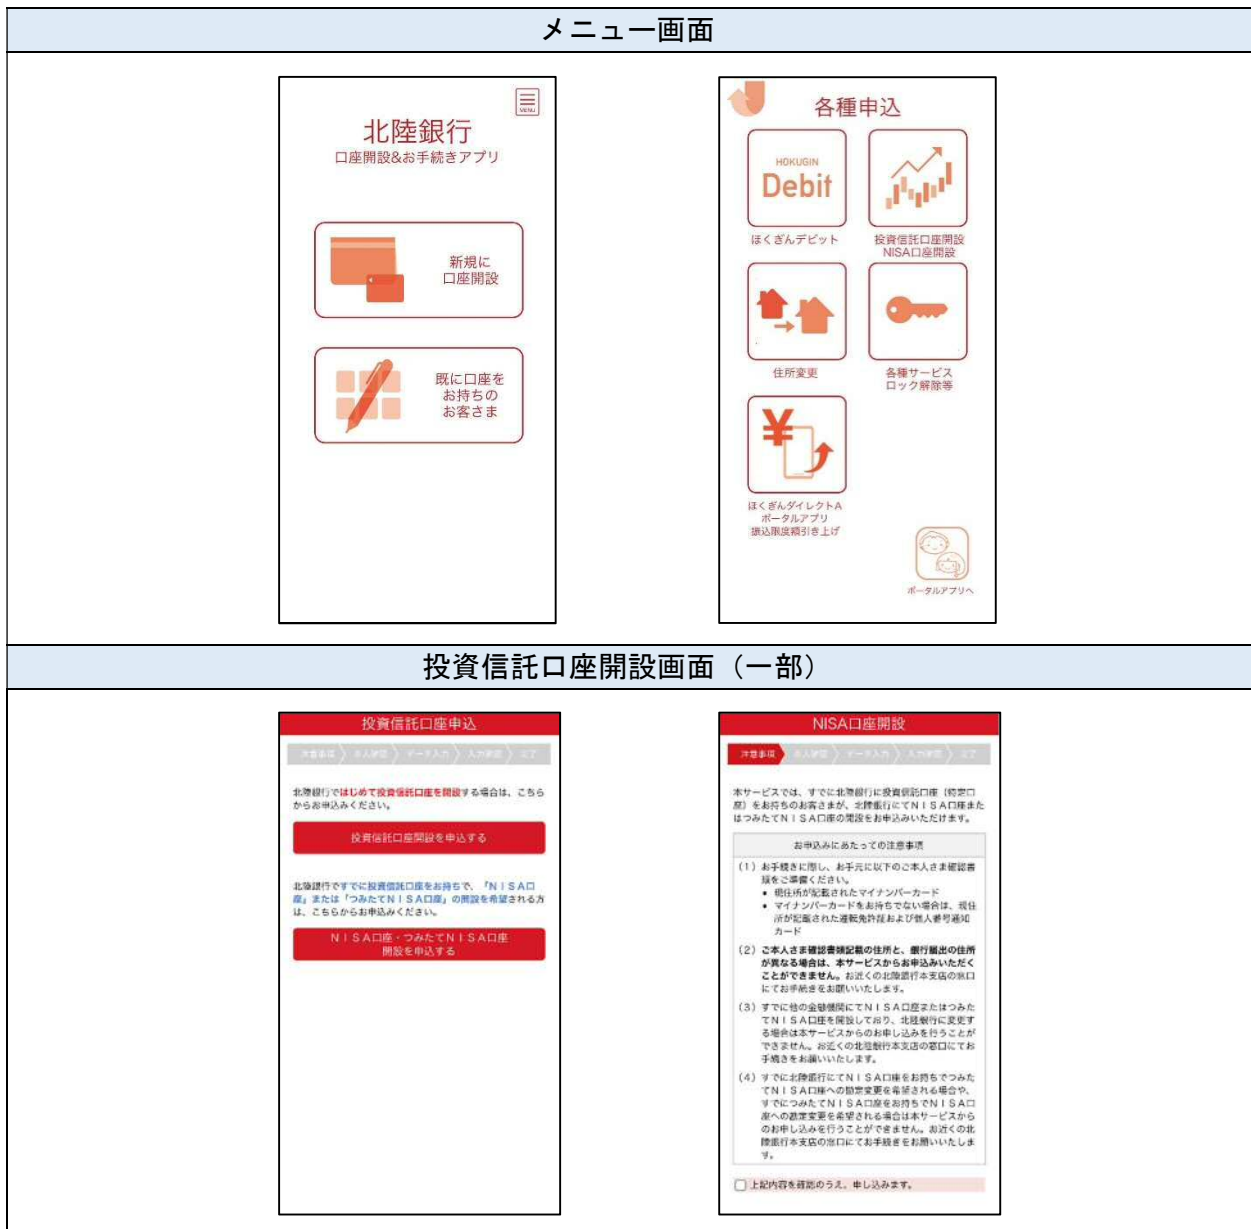 メニュー画面
MENU
北陸銀行
口座開設&お手続きアプリ
新規に
口座開設
既に口座を
お持ちの
お客さま
各種申込
HOKUGIN
Debit
ほくぎんデビット
投資信託口座開設
NISA口座開設
住所変更
各種サービス
ロック解除等
ほくぎんダイレクトA
ポータルアプリ
振込限度額引き上げ
ポータルアプリへ
投資信託口座開設画面（一部）
投資信託口座申込
注意事項 本人確認 データ入力 入力確認 完了
北陸銀行ではじめて投資信託口座を開設する場合は、こちら
からお申込みください。
投資信託口座開設を申込する
北陸銀行ですでに投資信託口座をお持ちで、「ＮＩＳＡ口
座」または「つみたてＮＩＳＡ口座」の開設を希望される方
は、こちらからお申込みください。
ＮＩＳＡ口座・つみたてＮＩＳＡ口座
開設を申込する
NISA口座開設
注意事項 本人確認 データ入力 入力確認 完了
本サービスでは、すでに北陸銀行に投資信託口座（特定口
座）をお持ちのお客さまが、北陸銀行にてＮＩＳＡ口座また
はつみたてＮＩＳＡ口座の開設をお申込みいただけます。
お申込みにあたっての注意事項
（1）お手続きに際し、お手元に以下のご本人さま確認書
類をご準備ください。
• 現住所が記載されたマイナンバーカード
• マイナンバーカードをお持ちでない場合は、現住
所が記載された運転免許証および個人番号通知
カード
（2）ご本人さま確認書類記載の住所と、銀行届出の住所
が異なる場合は、本サービスからお申込みいただく
ことができません。お近くの北陸銀行本支店の窓口
にてお手続きをお願いいたします。
（3）すでに他の金融機関にてＮＩＳＡ口座またはつみた
てＮＩＳＡ口座を開設しており、北陸銀行に変更す
る場合は本サービスからのお申し込みを行うことが
できません。お近くの北陸銀行本支店の窓口にてお
手続きをお願いいたします。
（4）すでに北陸銀行にてＮＩＳＡ口座をお持ちでつみた
てＮＩＳＡ口座への勘定変更を希望される場合や、
すでにつみたてＮＩＳＡ口座をお持ちでＮＩＳＡ口
座への勘定変更を希望される場合は本サービスから
のお申し込みを行うことができません。お近くの北
陸銀行本支店の窓口にてお手続きをお願いいたしま
す。
上記内容を確認のうえ、申し込みます。